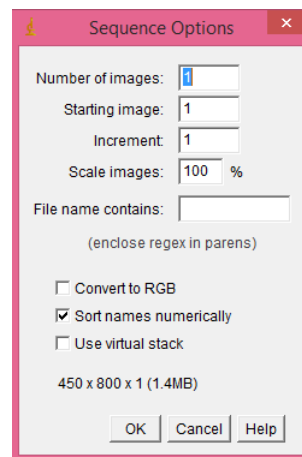 Sequence Options
Number of images: 1
Starting image: 1
Increment: 1
Scale images: 100 %
File name contains:
(enclose regex in parens)
Convert to RGB
Sort names numerically
Use virtual stack
450 x 800 x 1 (1.4MB)
OK Cancel Help